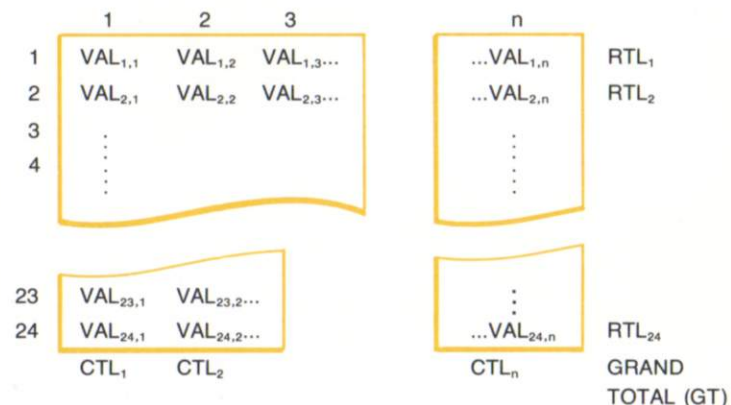 1 2 3 n
1 VAL₁,₁ VAL₁,₂ VAL₁,₃... ...VAL₁,ₙ RTL₁
2 VAL₂,₁ VAL₂,₂ VAL₂,₃... ...VAL₂,ₙ RTL₂
3
4
23 VAL₂₃,₁ VAL₂₃,₂...
24 VAL₂₄,₁ VAL₂₄,₂... ...VAL₂₄,ₙ RTL₂₄
CTL₁ CTL₂ CTLₙ GRAND
TOTAL (GT)